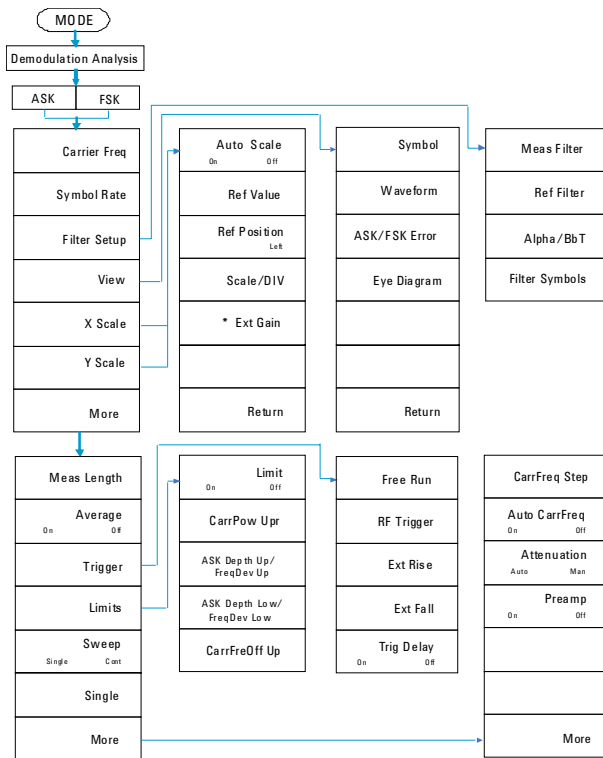 MODE
Demodulation Analysis
ASK FSK
Carrier Freq
Symbol Rate
Filter Setup
View
X Scale
Y Scale
More
Auto Scale
On Off
Ref Value
Ref Position
Left
Scale/DIV
* Ext Gain
Return
Symbol
Waveform
ASK/FSK Error
Eye Diagram
Return
Meas Filter
Ref Filter
Alpha/BbT
Filter Symbols
Meas Length
Average
On Off
Trigger
Limits
Sweep
Single Cont
Single
More
Limit
On Off
CarrPow Upr
ASK Depth Up/
FreqDev Up
ASK Depth Low/
FreqDev Low
CarrFreOff Up
Free Run
RF Trigger
Ext Rise
Ext Fall
Trig Delay
On Off
CarrFreq Step
Auto CarrFreq
On Off
Attenuation
Auto Man
Preamp
On Off
More